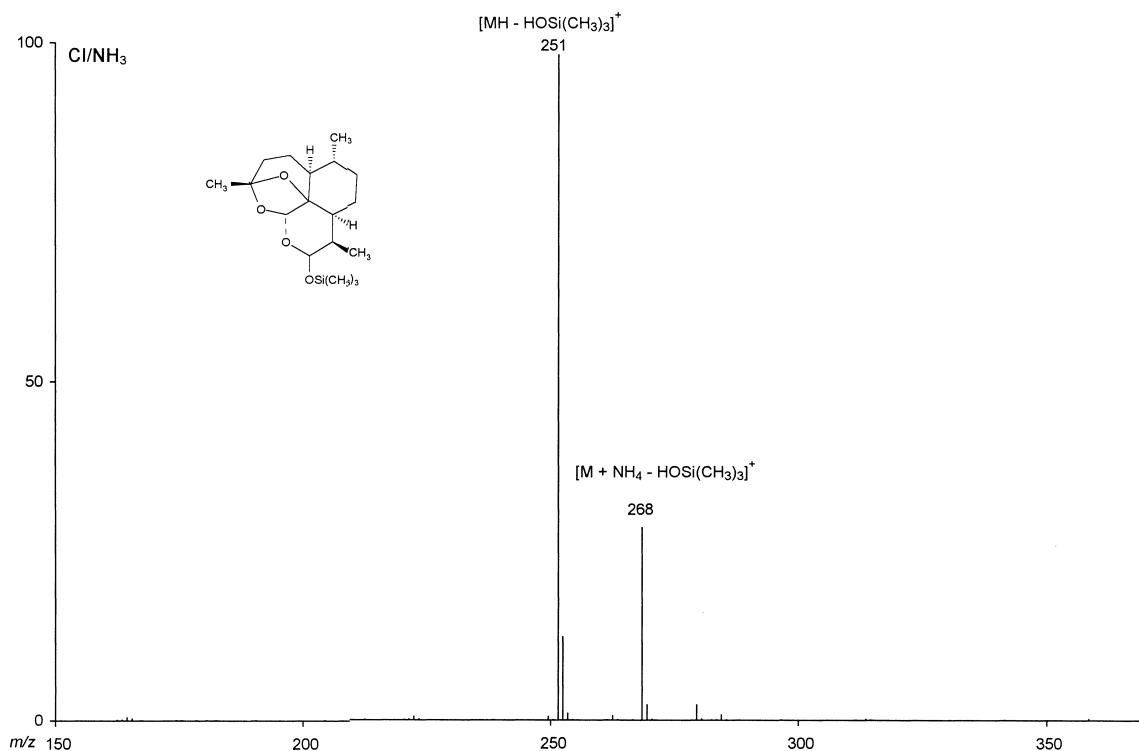 [MH - HOSi(CH₃)₃]⁺
251
100
CI/NH₃
CH₃
H
CH₃
O
O
H
O
CH₃
OSi(CH₃)₃
50
[M + NH₄ - HOSi(CH₃)₃]⁺
268
0
m/z 150 200 250 300 350